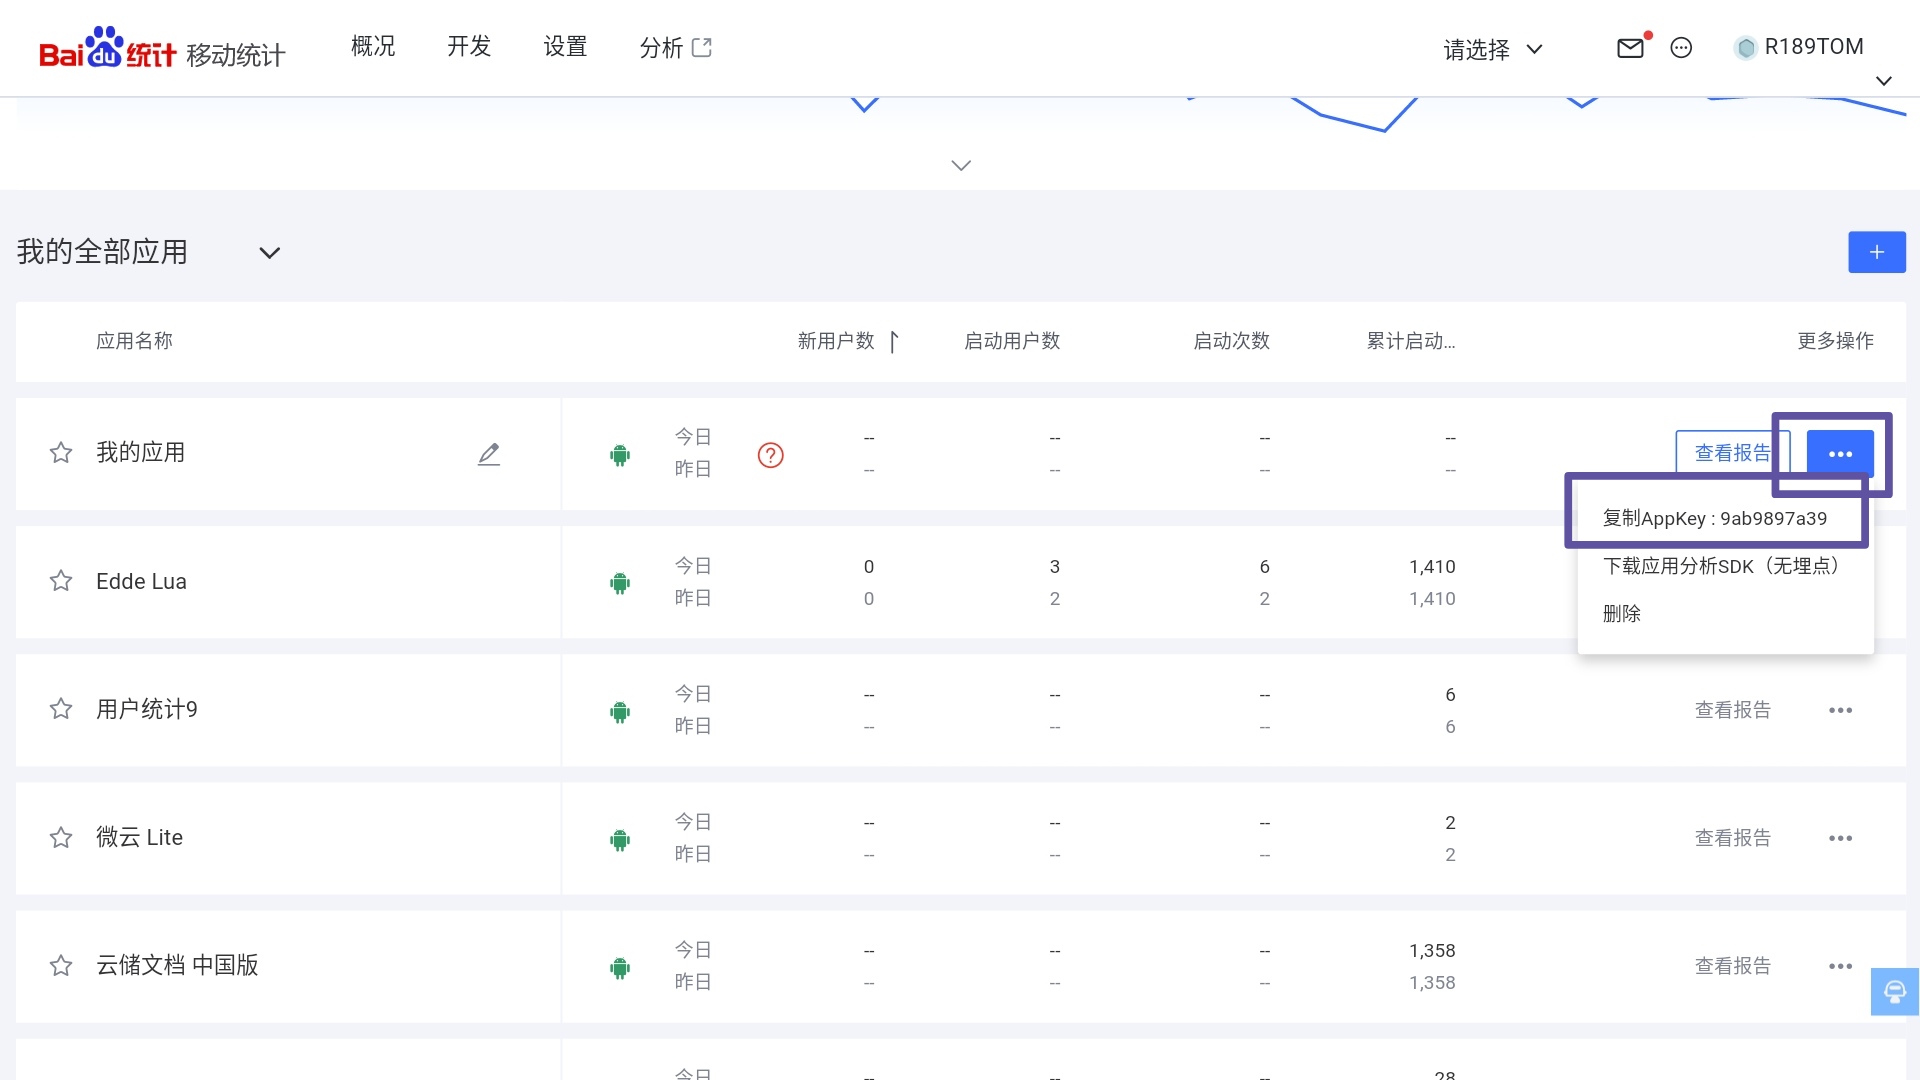 Bai du 统计 移动统计 概况 开发 设置 分析 请选择 R189TOM
我的全部应用
+
应用名称 新用户数 启动用户数 启动次数 累计启动... 更多操作
我的应用 今日 -- -- -- -- 查看报告
昨日 ? -- -- -- --
复制AppKey : 9ab9897a39
下载应用分析SDK（无埋点）
删除
Edde Lua 今日 0 3 6 1,410
昨日 0 2 2 1,410
用户统计9 今日 -- -- -- 6 查看报告
昨日 -- -- -- 6
微云 Lite 今日 -- -- -- 2 查看报告
昨日 -- -- -- 2
云储文档 中国版 今日 -- -- -- 1,358 查看报告
昨日 -- -- -- 1,358
今日 -- -- -- 28